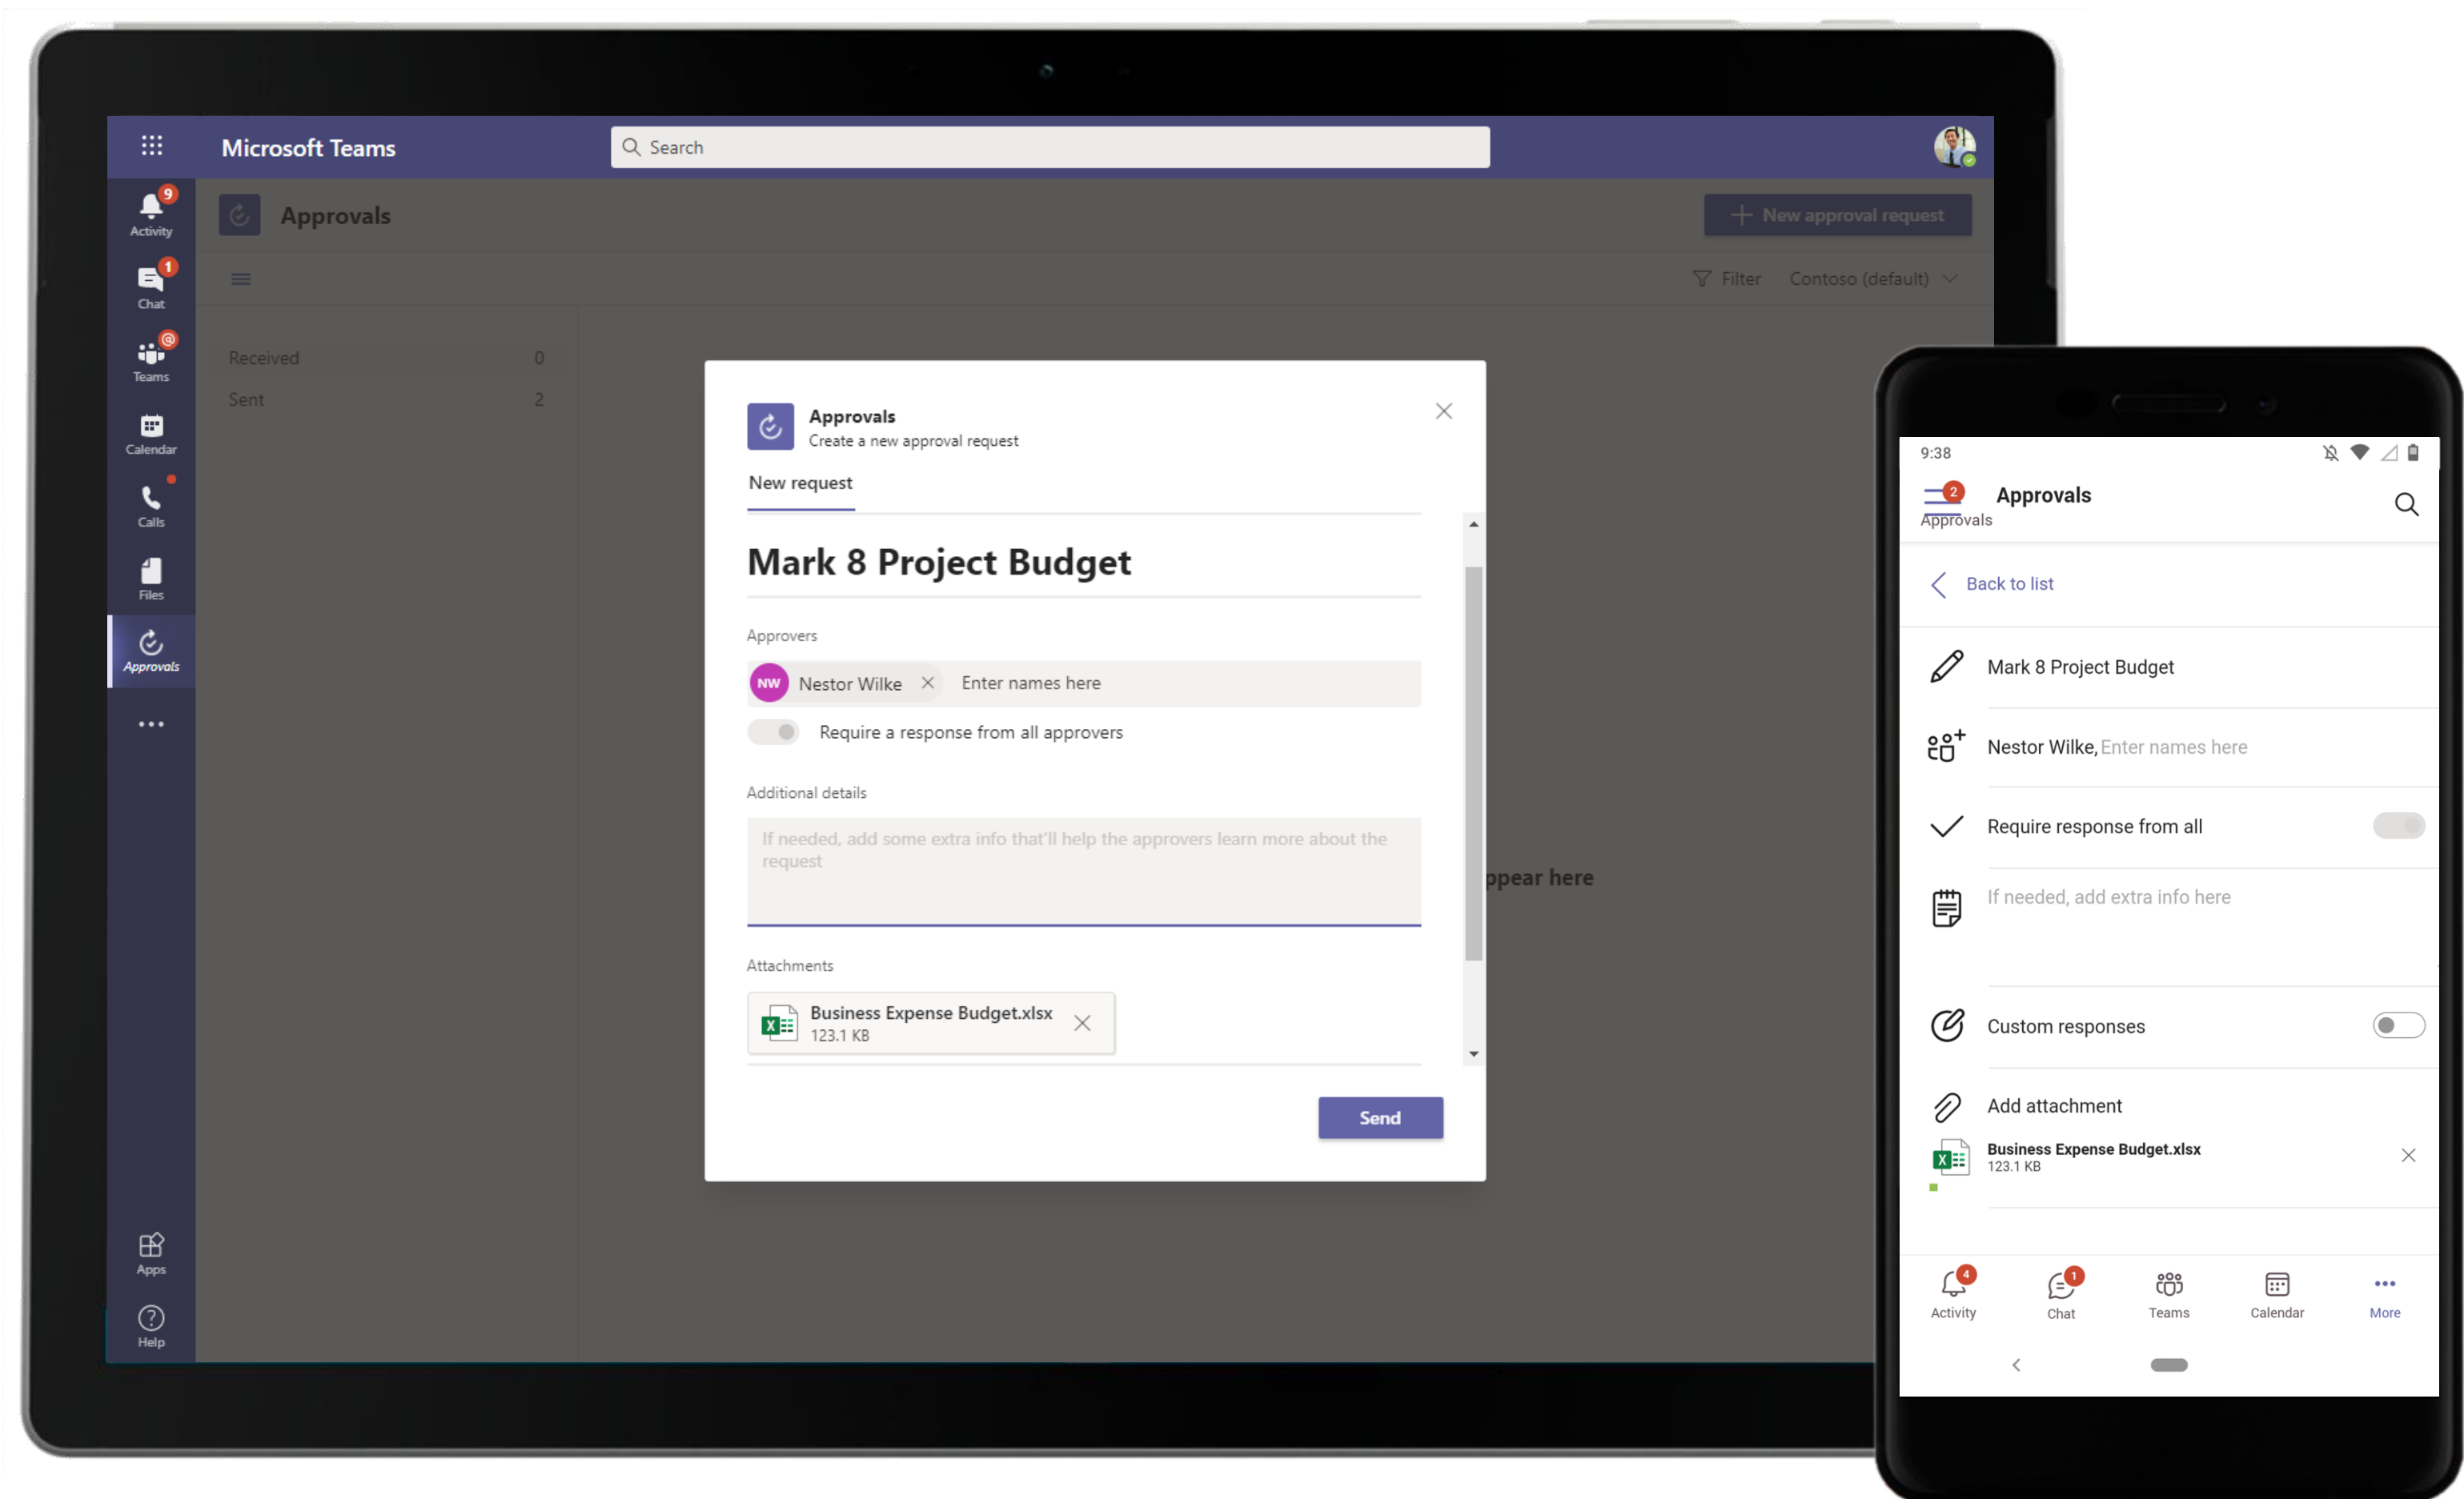 Microsoft Teams
Search
9
Activity
1
Chat
@
Teams
Calendar
Calls
Files
Approvals
Apps
Help
Approvals
New approval request
Filter
Contoso (default)
Received 0
Sent 2
ppear here
Approvals
Create a new approval request
New request
Mark 8 Project Budget
Approvers
NW Nestor Wilke Enter names here
Require a response from all approvers
Additional details
If needed, add some extra info that'll help the approvers learn more about the
request
Attachments
Business Expense Budget.xlsx
123.1 KB
Send
9:38
2
Approvals
Approvals
Back to list
Mark 8 Project Budget
Nestor Wilke, Enter names here
Require response from all
If needed, add extra info here
Custom responses
Add attachment
Business Expense Budget.xlsx
123.1 KB
4
1
Activity Chat Teams Calendar More